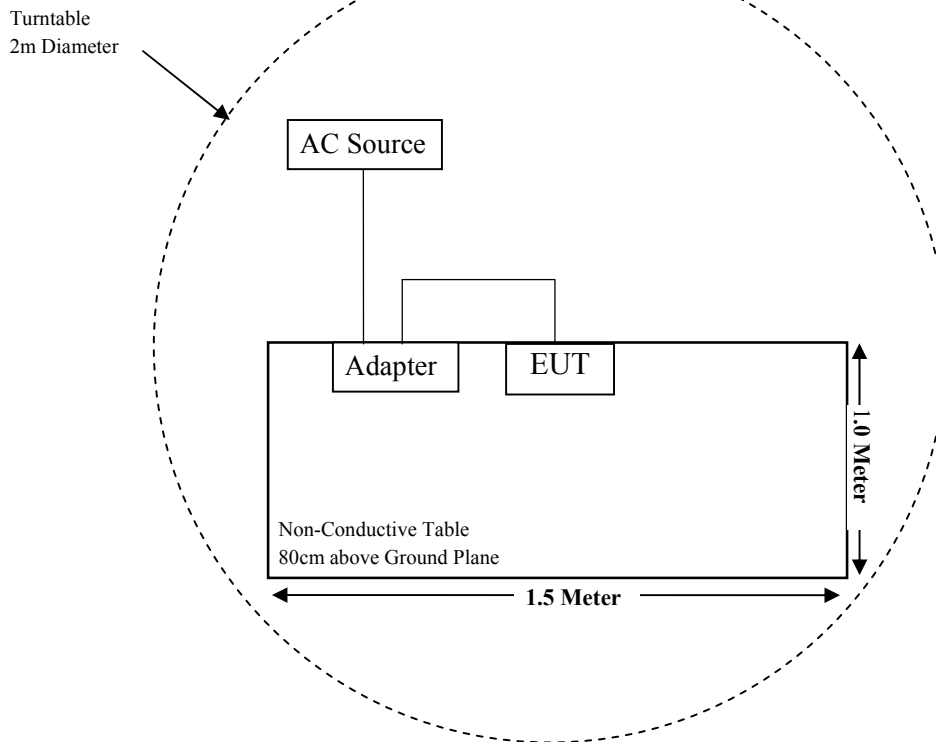 Turntable
2m Diameter
AC Source
Adapter
EUT
1.0 Meter
Non-Conductive Table
80cm above Ground Plane
1.5 Meter